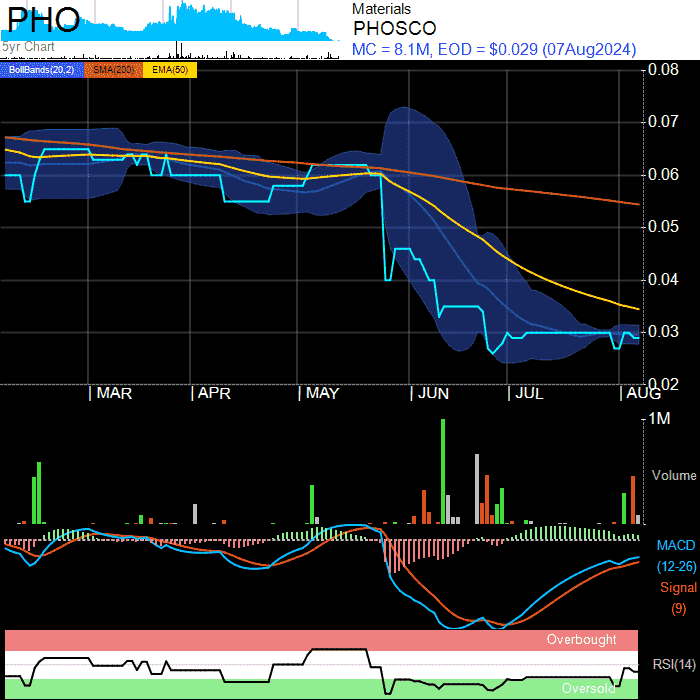 PHO
5yr Chart
Materials
PHOSCO
MC = 8.1M, EOD = $0.029 (07Aug2024)
BollBands(20,2) SMA(200) EMA(50)
0.08
0.07
0.06
0.05
0.04
0.03
0.02
| MAR | APR | MAY | JUN | JUL | AUG
1M
Volume
MACD
(12-26)
Signal
(9)
Overbought
RSI(14)
Oversold